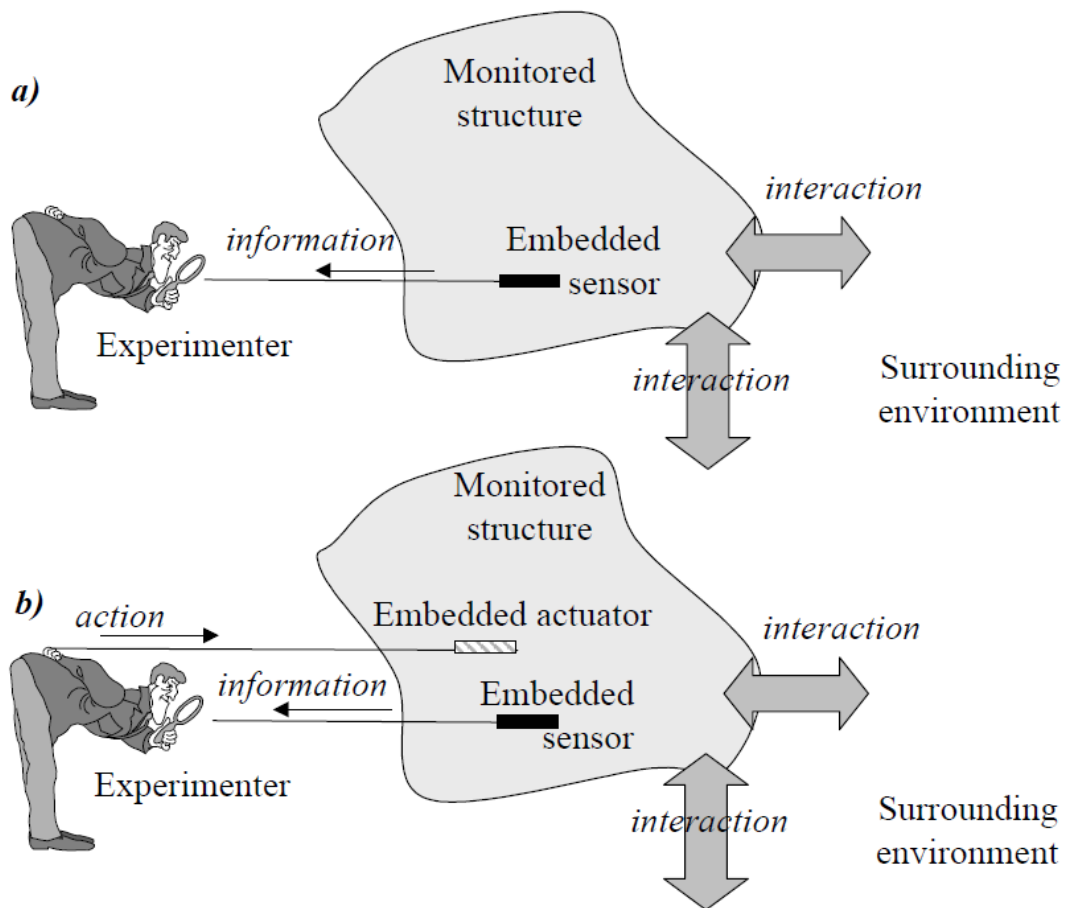 a)
Monitored
structure
interaction
information
Embedded
sensor
Experimenter
interaction
Surrounding
environment
Monitored
structure
b)
action
Embedded actuator
interaction
information
Embedded
sensor
Experimenter
interaction
Surrounding
environment